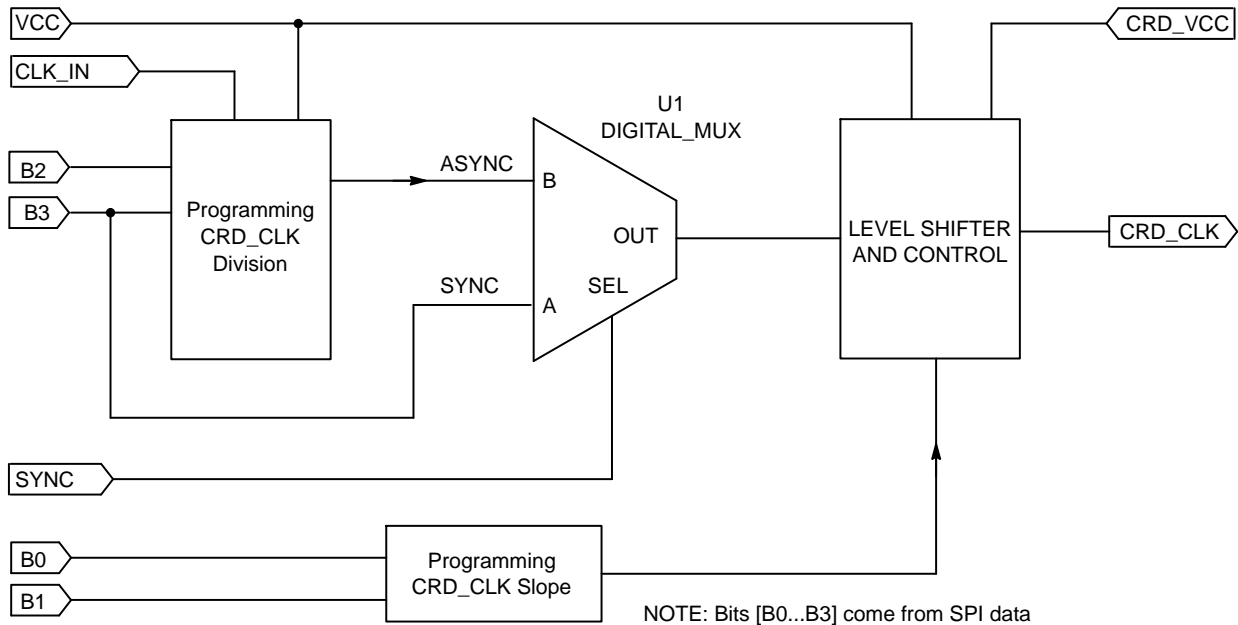 VCC
CRD_VCC
CLK_IN
U1
DIGITAL_MUX
B2
B3
Programming
CRD_CLK
Division
ASYNC
B
SYNC
A
OUT
SEL
LEVEL SHIFTER
AND CONTROL
CRD_CLK
SYNC
B0
B1
Programming
CRD_CLK Slope
NOTE: Bits [B0...B3] come from SPI data